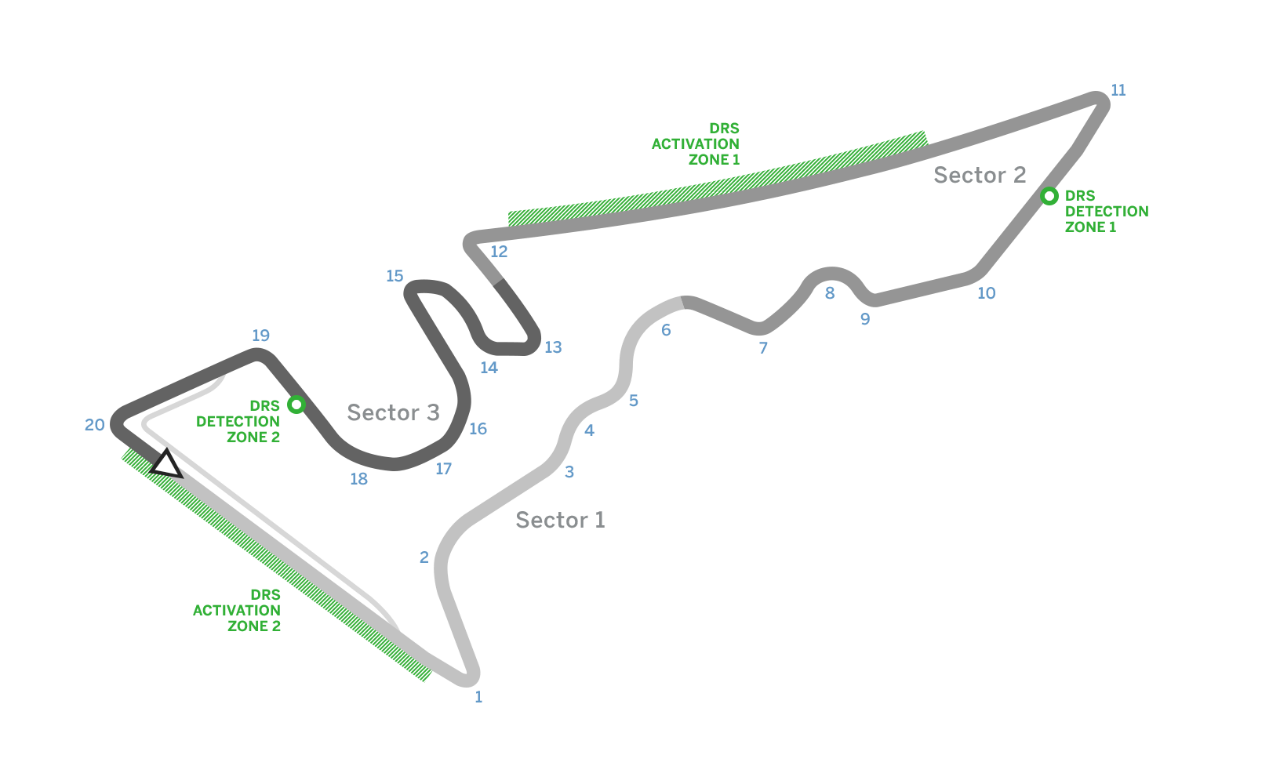 11
DRS
ACTIVATION
ZONE 1
Sector 2
DRS
DETECTION
ZONE 1
12
15
10
8
9
6
7
19
13
14
5
DRS
DETECTION
ZONE 2
Sector 3
20
16
4
17
18
3
Sector 1
2
DRS
ACTIVATION
ZONE 2
1